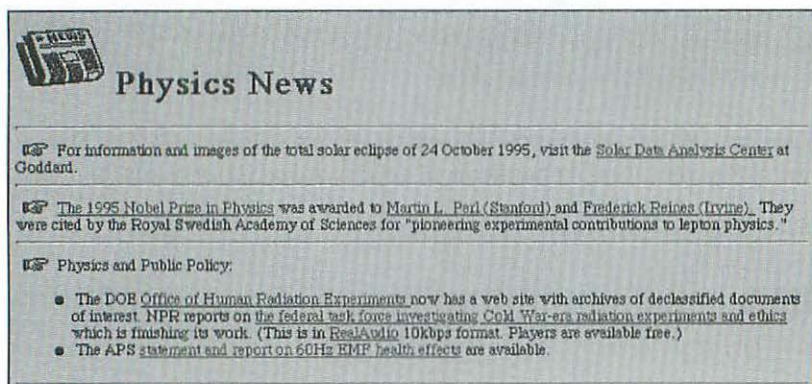 NEWS
Physics News
For information and images of the total solar eclipse of 24 October 1995, visit the Solar Data Analysis Center at
Goddard.
The 1995 Nobel Prize in Physics was awarded to Martin L. Perl (Stanford) and Frederick Reines (Irvine). They
were cited by the Royal Swedish Academy of Sciences for "pioneering experimental contributions to lepton physics."
Physics and Public Policy:
The DOE Office of Human Radiation Experiments now has a web site with archives of declassified documents
of interest. NPR reports on the federal task force investigating Cold War-era radiation experiments and ethics
which is finishing its work. (This is in RealAudio 10kbps format. Players are available free.)
The APS statement and report on 60Hz EMF health effects are available.